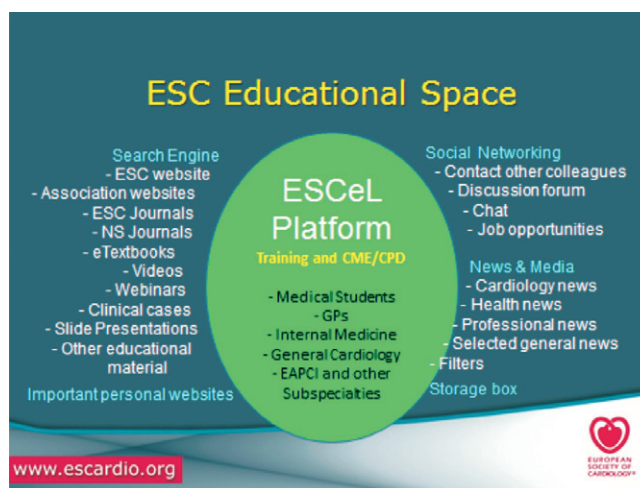 ESC Educational Space
Search Engine
- ESC website
- Association websites
- ESC Journals
- NS Journals
- eTextbooks
- Videos
- Webinars
- Clinical cases
- Slide Presentations
- Other educational
material
Important personal websites
ESCeL
Platform
Training and CME/CPD
- Medical Students
- GPs
- Internal Medicine
- General Cardiology
- EAPCI and other
Subspecialties
Social Networking
- Contact other colleagues
- Discussion forum
- Chat
- Job opportunities
News & Media
- Cardiology news
- Health news
- Professional news
- Selected general news
- Filters
Storage box
www.escardio.org
EUROPEAN
SOCIETY OF
CARDIOLOGY®